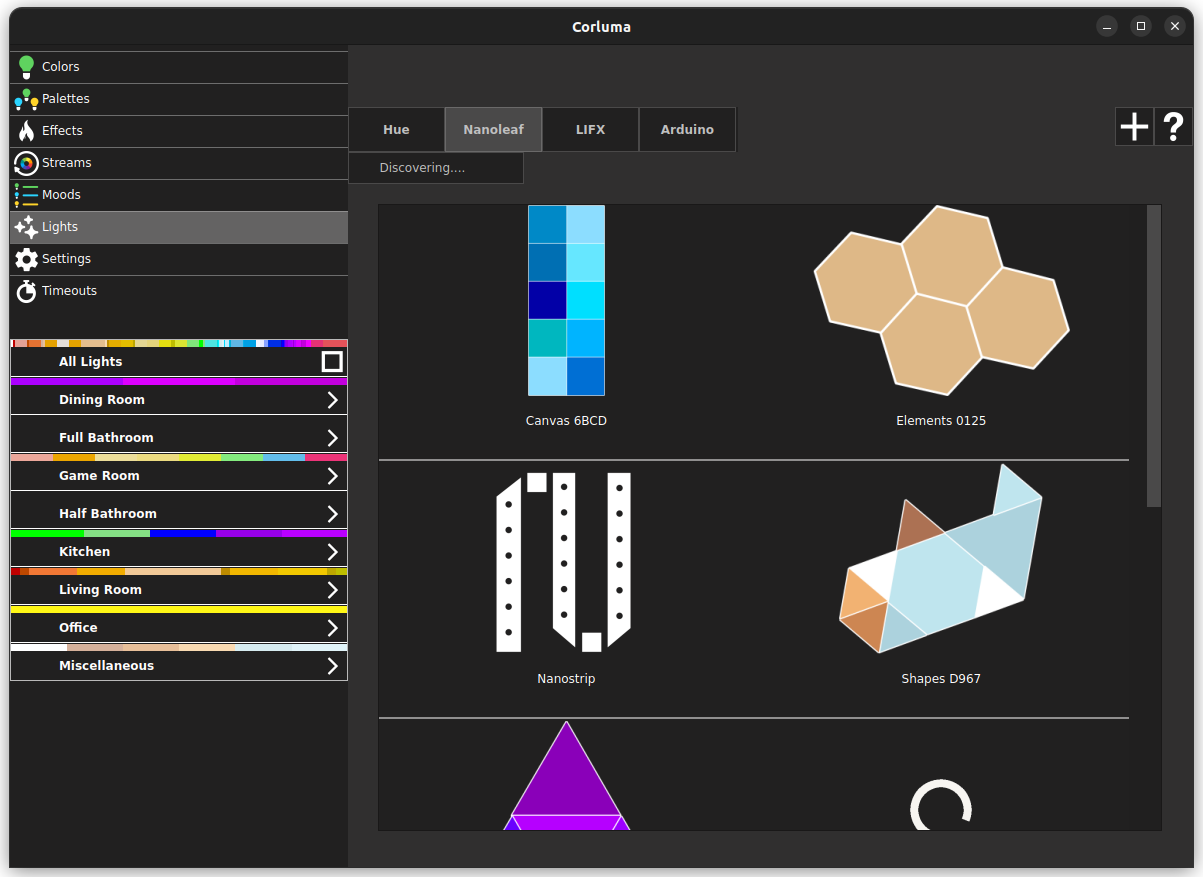 Corluma
Colors
Palettes
Effects
Streams
Moods
Lights
Settings
Timeouts
All Lights
Dining Room
Full Bathroom
Game Room
Half Bathroom
Kitchen
Living Room
Office
Miscellaneous
Hue Nanoleaf LIFX Arduino
+ ?
Discovering....
Canvas 6BCD
Elements 0125
Nanostrip
Shapes D967